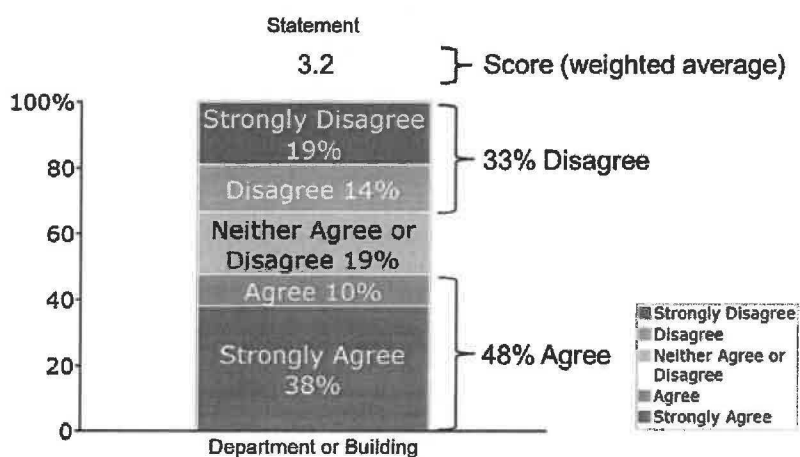 Statement
3.2
Score (weighted average)
100%
80
60
40
20
0
Strongly Disagree
19%
Disagree 14%
Neither Agree or
Disagree 19%
Agree 10%
Strongly Agree
38%
33% Disagree
48% Agree
Strongly Disagree
Disagree
Neither Agree or
Disagree
Agree
Strongly Agree
Department or Building